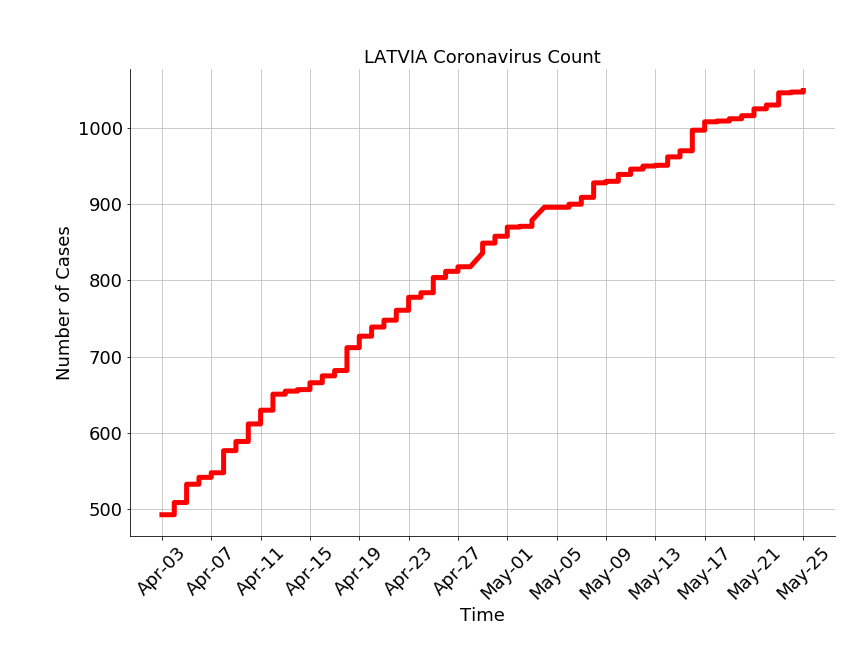 LATVIA Coronavirus Count
Number of Cases
1000
900
800
700
600
500
Apr-03
Apr-07
Apr-11
Apr-15
Apr-19
Apr-23
Apr-27
May-01
May-05
May-09
May-13
May-17
May-21
May-25
Time